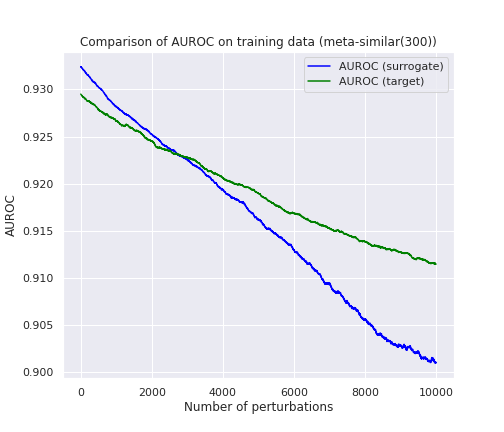 Comparison of AUROC on training data (meta-similar(300))
AUROC (surrogate)
AUROC (target)
AUROC
0.930
0.925
0.920
0.915
0.910
0.905
0.900
0 2000 4000 6000 8000 10000
Number of perturbations